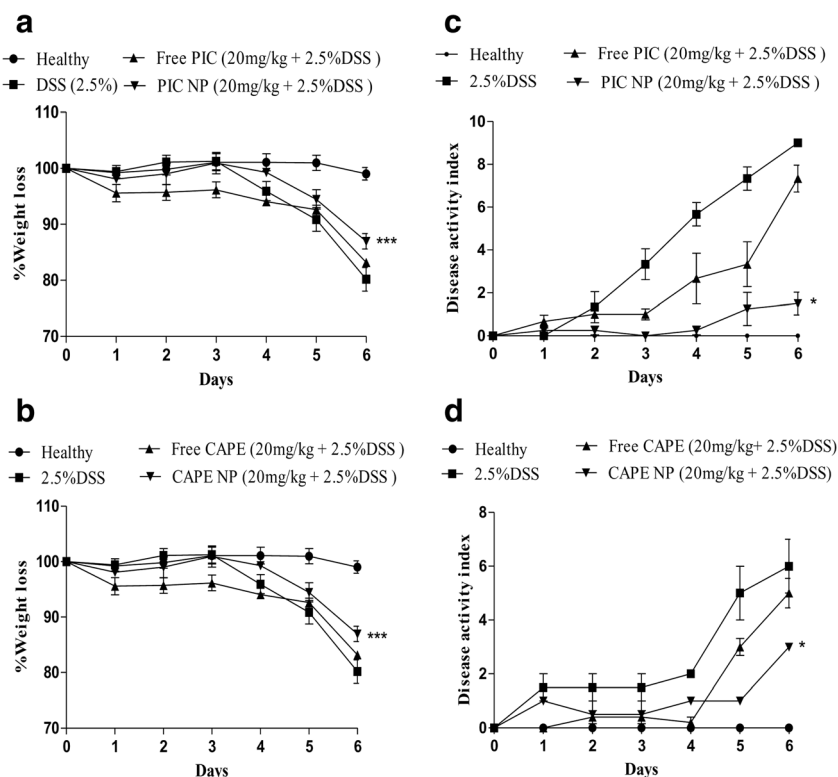 a
Healthy
Free PIC (20mg/kg + 2.5%DSS )
DSS (2.5%)
PIC NP (20mg/kg + 2.5%DSS )
110
100
90
80
70
%Weight loss
***
0 1 2 3 4 5 6
Days
c
Healthy
Free PIC (20mg/kg + 2.5%DSS )
2.5%DSS
PIC NP (20mg/kg + 2.5%DSS )
10
8
6
4
2
0
Disease activity index
*
0 1 2 3 4 5 6
Days
b
Healthy
Free CAPE (20mg/kg + 2.5%DSS )
2.5%DSS
CAPE NP (20mg/kg + 2.5%DSS )
110
100
90
80
70
%Weight loss
***
0 1 2 3 4 5 6
Days
d
Healthy
Free CAPE (20mg/kg+ 2.5%DSS)
2.5%DSS
CAPE NP (20mg/kg + 2.5%DSS)
8
6
4
2
0
Disease activity index
*
0 1 2 3 4 5 6
Days